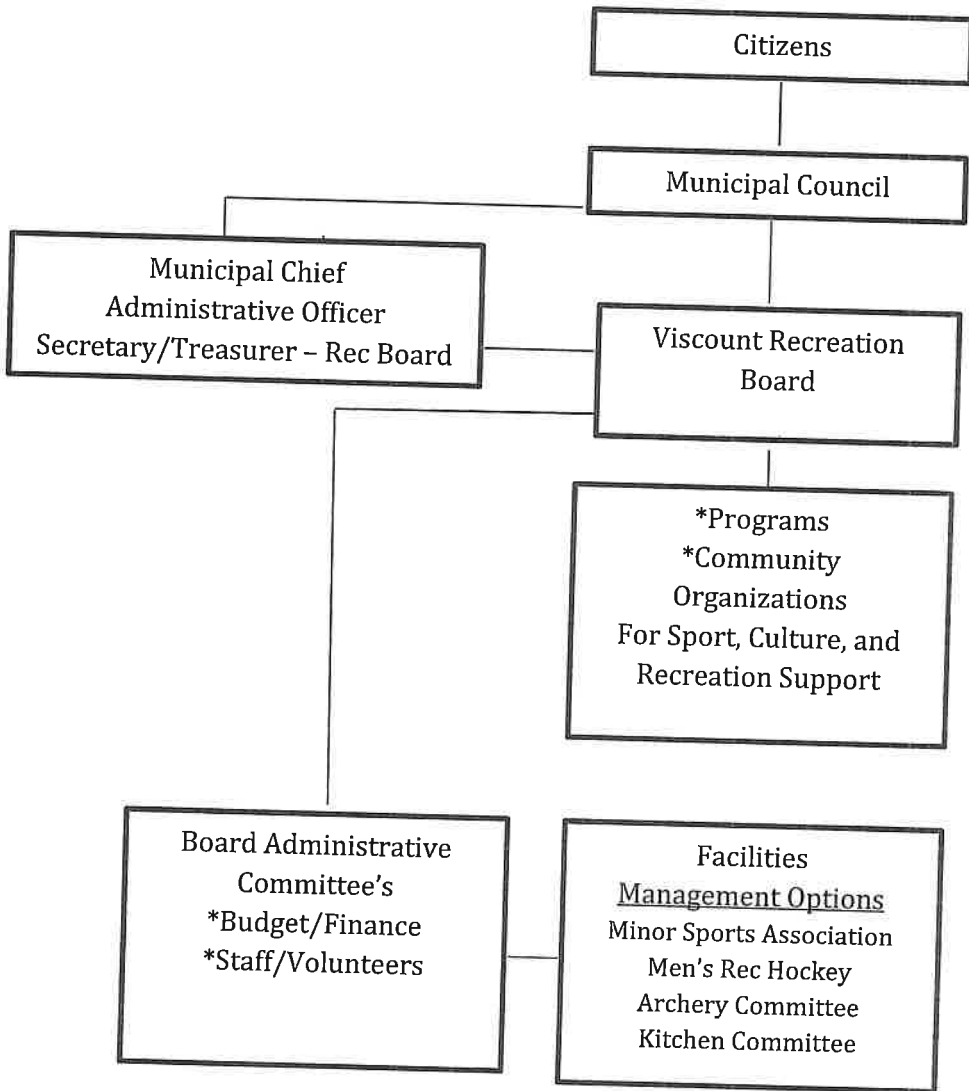 Citizens
Municipal Council
Municipal Chief
Administrative Officer
Secretary/Treasurer – Rec Board
Viscount Recreation
Board
*Programs
*Community
Organizations
For Sport, Culture, and
Recreation Support
Board Administrative
Committee's
*Budget/Finance
*Staff/Volunteers
Facilities
Management Options
Minor Sports Association
Men's Rec Hockey
Archery Committee
Kitchen Committee